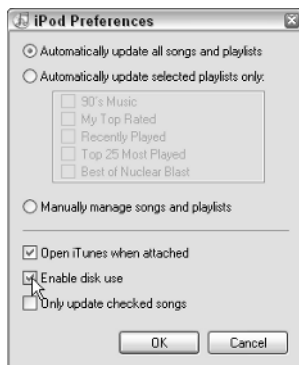 iPod Preferences
Automatically update all songs and playlists
Automatically update selected playlists only:
90's Music
My Top Rated
Recently Played
Top 25 Most Played
Best of Nuclear Blast
Manually manage songs and playlists
Open iTunes when attached
Enable disk use
Only update checked songs
OK
Cancel